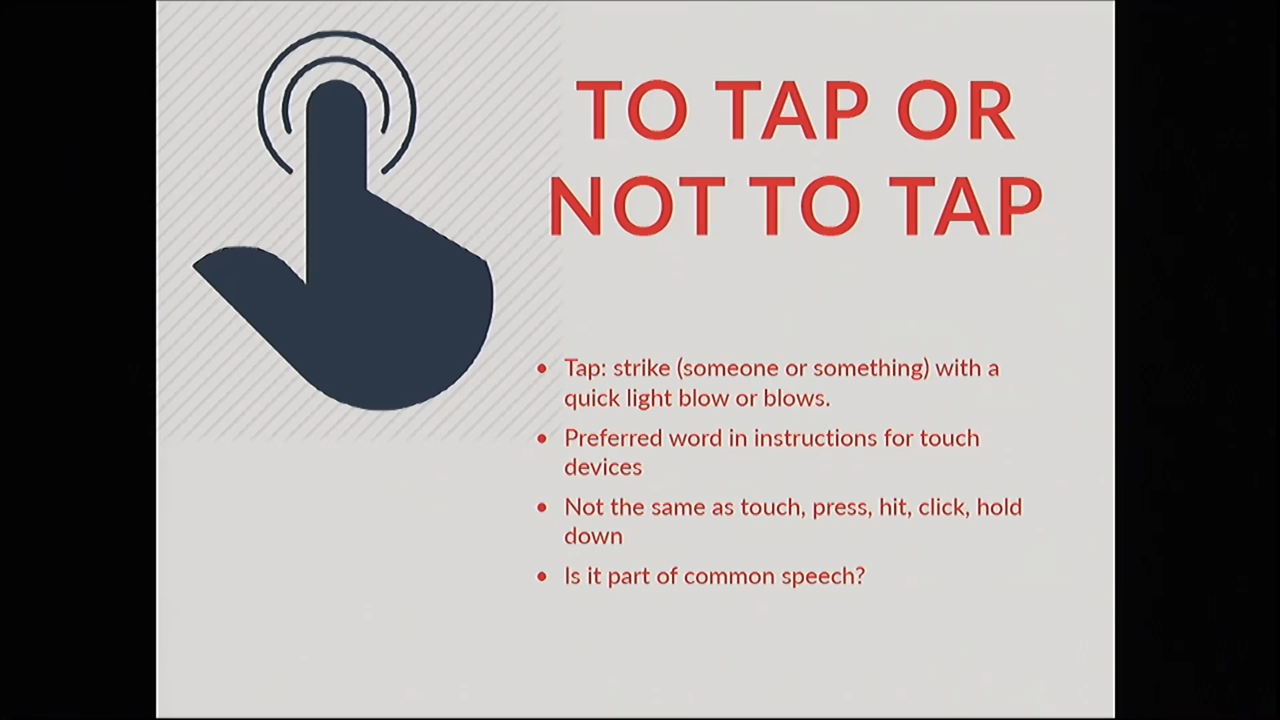 TO TAP OR
NOT TO TAP
• Tap: strike (someone or something) with a
quick light blow or blows.
• Preferred word in instructions for touch
devices
• Not the same as touch, press, hit, click, hold
down
• Is it part of common speech?